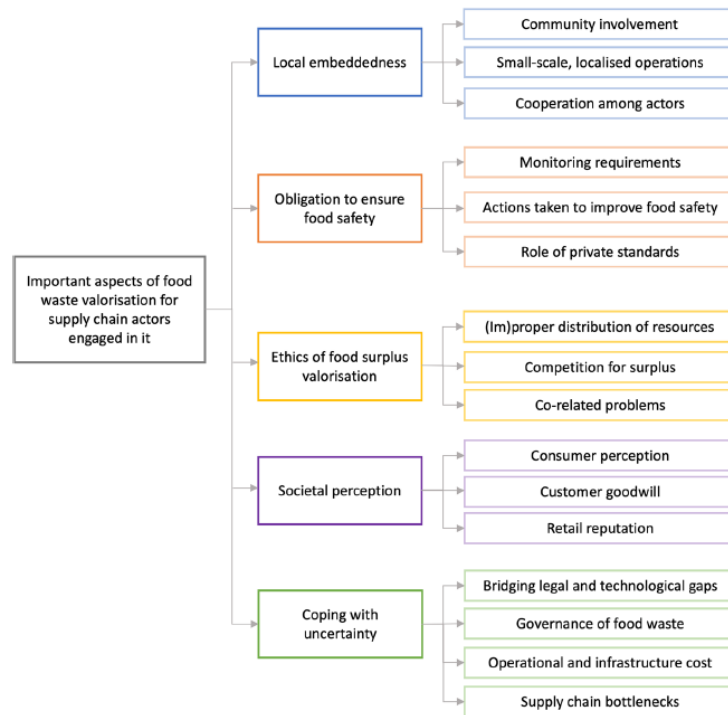 Important aspects of food
waste valorisation for
supply chain actors
engaged in it
Local embeddedness
Community involvement
Small-scale, localised operations
Cooperation among actors
Obligation to ensure
food safety
Monitoring requirements
Actions taken to improve food safety
Role of private standards
Ethics of food surplus
valorisation
(Im)proper distribution of resources
Competition for surplus
Co-related problems
Societal perception
Consumer perception
Customer goodwill
Retail reputation
Coping with
uncertainty
Bridging legal and technological gaps
Governance of food waste
Operational and infrastructure cost
Supply chain bottlenecks